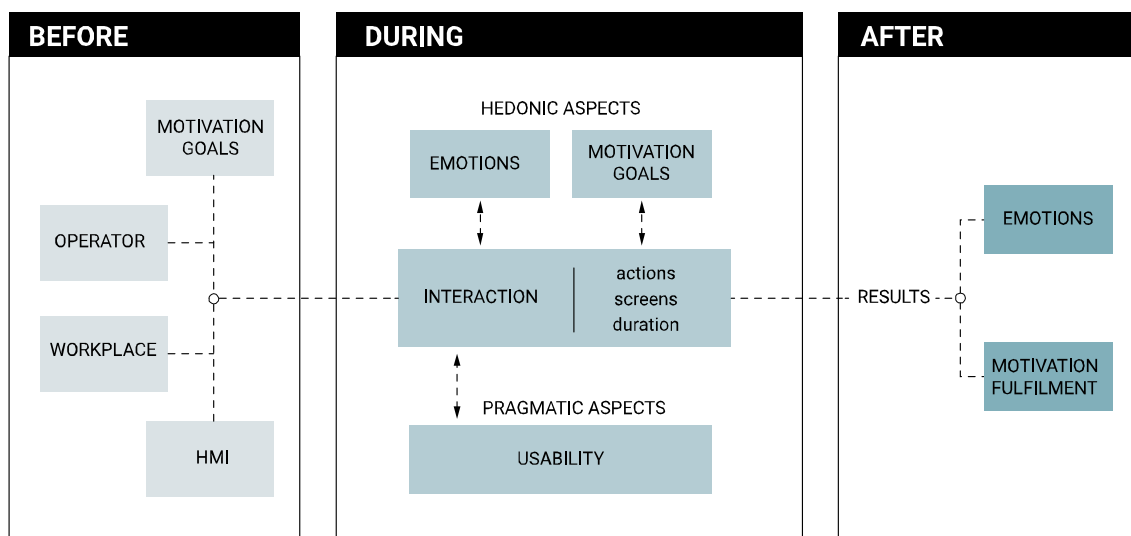 BEFORE
MOTIVATION
GOALS
OPERATOR
WORKPLACE
HMI
DURING
HEDONIC ASPECTS
EMOTIONS
MOTIVATION
GOALS
INTERACTION
actions
screens
duration
PRAGMATIC ASPECTS
USABILITY
AFTER
RESULTS
EMOTIONS
MOTIVATION
FULFILMENT